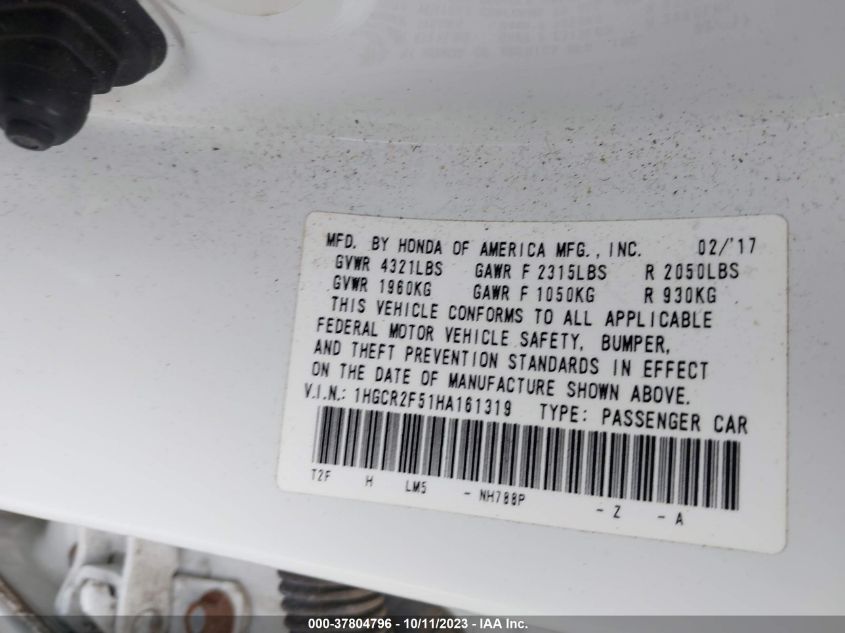 MFD. BY HONDA OF AMERICA MFG., INC. 02/'17
GVWR 4321LBS GAWR F 2315LBS R 2050LBS
GVWR 1960KG GAWR F 1050KG R 930KG
THIS VEHICLE CONFORMS TO ALL APPLICABLE
FEDERAL MOTOR VEHICLE SAFETY, BUMPER,
AND THEFT PREVENTION STANDARDS IN EFFECT
ON THE DATE OF MANUFACTURE SHOWN ABOVE.
V.I.N.: 1HGCR2F51HA161319 TYPE: PASSENGER CAR
T2F H LM5 - NH788P - Z - A
000-37804796 - 10/11/2023 - IAA Inc.